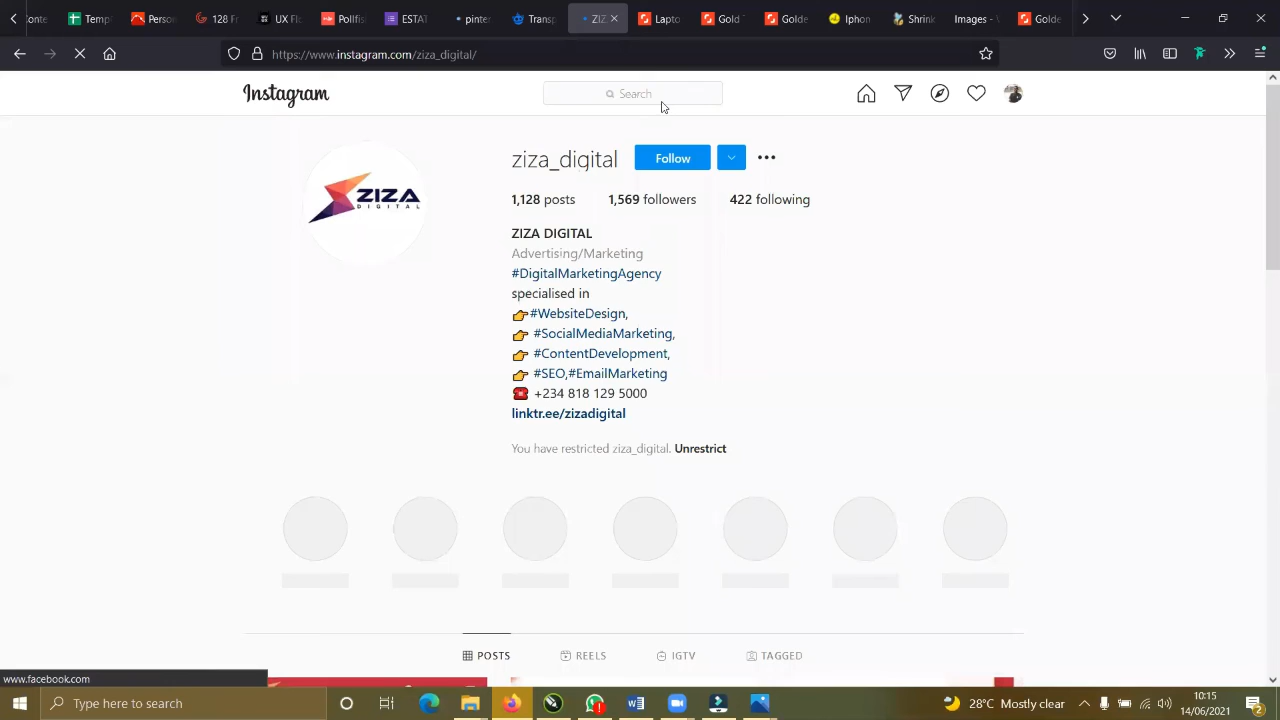 inte
Temp
Perso
128 F
UX Fl
Pollfis
ESTAT
pinter
Transp
ZIZ
Lapto
Gold
Golde
Iphon
Shrink
Images - \
Golde
https://www.instagram.com/ziza_digital/
Instagram
Search
ziza_digital Follow
1,128 posts 1,569 followers 422 following
ZIZA
DIGITAL
ZIZA DIGITAL
Advertising/Marketing
#DigitalMarketingAgency
specialised in
👉#WebsiteDesign,
👉 #SocialMediaMarketing,
👉 #ContentDevelopment,
👉 #SEO,#EmailMarketing
☎️ +234 818 129 5000
linktr.ee/zizadigital
You have restricted ziza_digital. Unrestrict
POSTS REELS IGTV TAGGED
www.facebook.com
Type here to search
28°C Mostly clear
10:15
14/06/2021
2